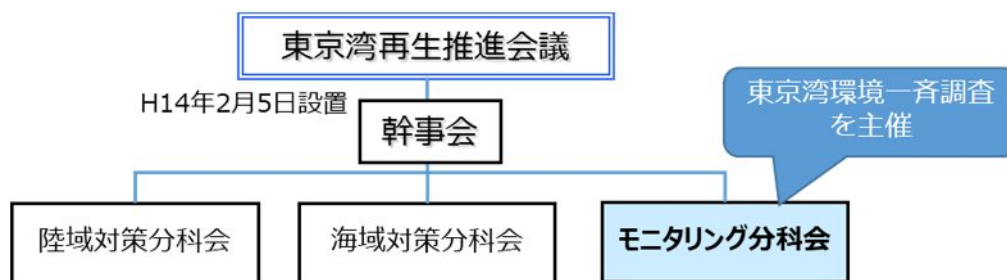 東京湾再生推進会議
H14年2月5日設置
幹事会
東京湾環境一斉調査
を主催
陸域対策分科会
海域対策分科会
モニタリング分科会